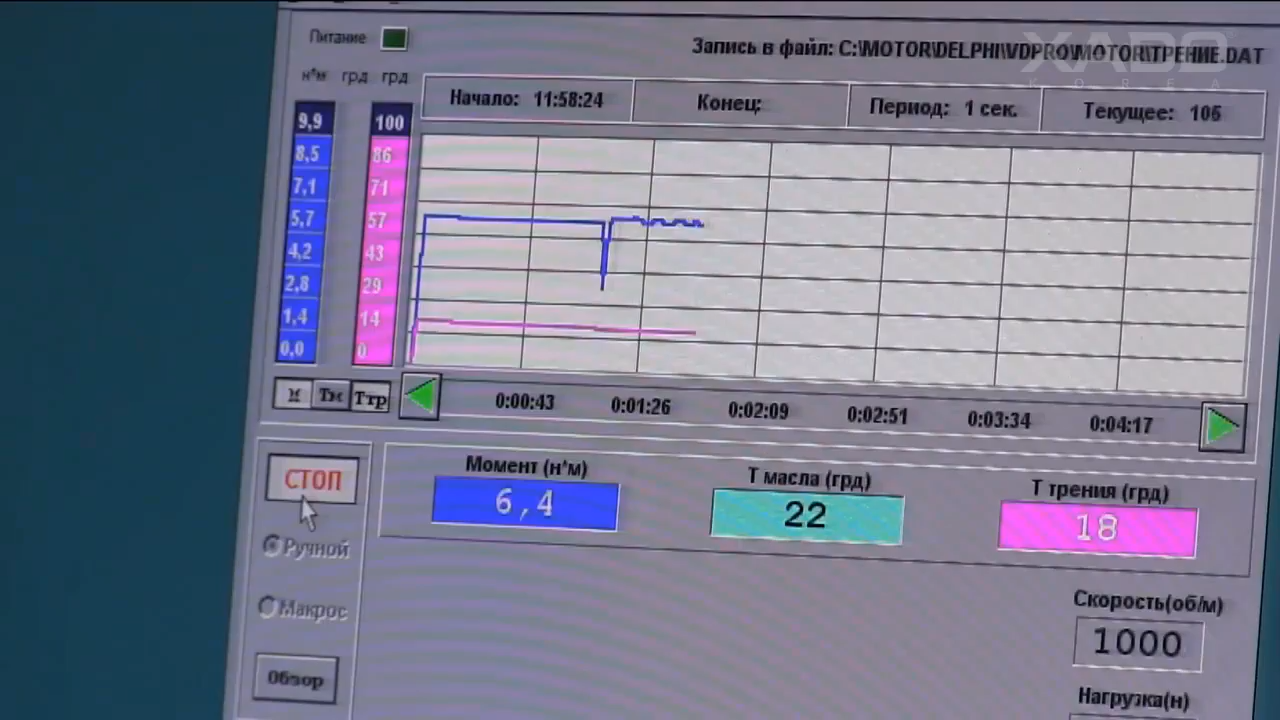 Питание
Запись в файл: C:\MOTOR\DELPHI\VDPRO\MOTOR\ТРЕНИЕ.DAT
XADO
KOREA
н*м грд грд
Начало: 11:58:24
Конец:
Период: 1 сек.
Текущее: 106
9,9 100
8,5 86
7,1 71
5,7 57
4,2 43
2,8 29
1,4 14
0,0 0
М Тм Ттр
0:00:43 0:01:26 0:02:09 0:02:51 0:03:34 0:04:17
СТОП
Момент (н*м)
6,4
Т масла (грд)
22
Т трения (грд)
18
Ручной
Макрос
Обзор
Скорость(об/м)
1000
Нагрузка(н)